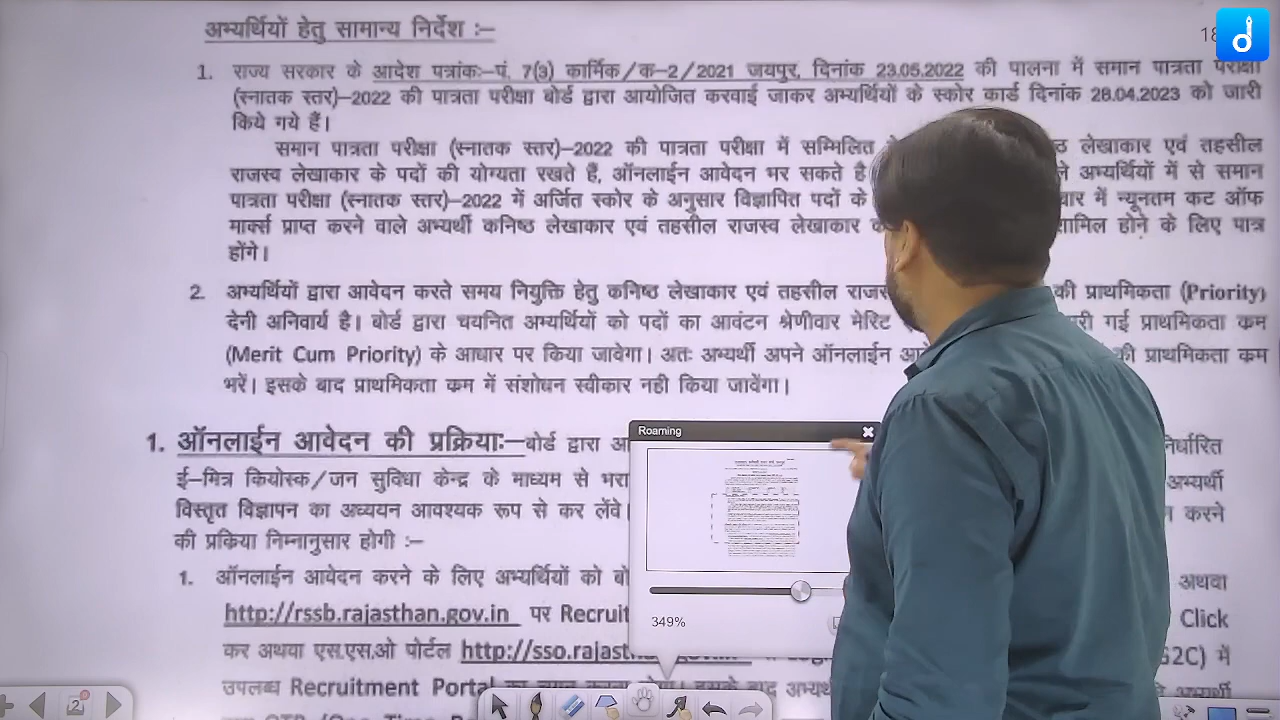 अभ्यर्थियों हेतु सामान्य निर्देश :–
18
1. राज्य सरकार के आदेश पत्रांकः–पं. 7(3) कार्मिक/क–2/2021 जयपुर, दिनांक 23.05.2022 की पालना में समान पात्रता परीक्षा
(स्नातक स्तर)–2022 की पात्रता परीक्षा बोर्ड द्वारा आयोजित करवाई जाकर अभ्यर्थियों के स्कोर कार्ड दिनांक 28.04.2023 को जारी
किये गये हैं।
समान पात्रता परीक्षा (स्नातक स्तर)–2022 की पात्रता परीक्षा में सम्मिलित लेखाकार एवं तहसील
राजस्व लेखाकार के पदों की योग्यता रखते हैं, ऑनलाईन आवेदन भर सकते है अभ्यर्थियों में से समान
पात्रता परीक्षा (स्नातक स्तर)–2022 में अर्जित स्कोर के अनुसार विज्ञापित पदों के में न्यूनतम कट ऑफ
मार्क्स प्राप्त करने वाले अभ्यर्थी कनिष्ठ लेखाकार एवं तहसील राजस्व लेखाकार होने के लिए पात्र
होंगे।
2. अभ्यर्थियों द्वारा आवेदन करते समय नियुक्ति हेतु कनिष्ठ लेखाकार एवं तहसील की प्राथमिकता (Priority)
देनी अनिवार्य है। बोर्ड द्वारा चयनित अभ्यर्थियों को पदों का आवंटन श्रेणीवार मेरिट गई प्राथमिकता क्रम
(Merit Cum Priority) के आधार पर किया जावेगा। अतः अभ्यर्थी अपने ऑनलाईन की प्राथमिकता क्रम
भरें। इसके बाद प्राथमिकता क्रम में संशोधन स्वीकार नही किया जावेंगा।
1. ऑनलाईन आवेदन की प्रक्रियाः–बोर्ड द्वारा
ई–मित्र कियोस्क/जन सुविधा केन्द्र के माध्यम से अभ्यर्थी
विस्तृत विज्ञापन का अध्ययन आवश्यक रूप से कर लेंवे। करने
की प्रक्रिया निम्नानुसार होगी :–
1. ऑनलाईन आवेदन करने के लिए अभ्यर्थियों को अथवा
http://rssb.rajasthan.gov.in पर Click
कर अथवा एस.एस.ओ पोर्टल में
उपलब्ध Recruitment Portal
Roaming
349%
2